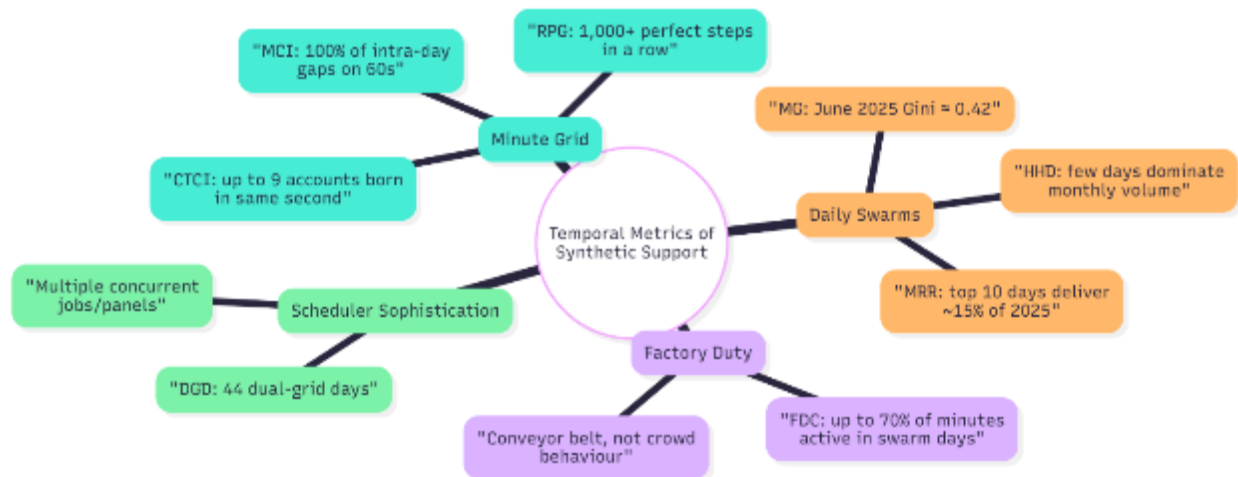 "RPG: 1,000+ perfect steps
in a row"
"MCI: 100% of intra-day
gaps on 60s"
Minute Grid
"CTCI: up to 9 accounts born
in same second"
"MG: June 2025 Gini = 0.42"
"HHD: few days dominate
monthly volume"
Daily Swarms
"MRR: top 10 days deliver
~15% of 2025"
Temporal Metrics of
Synthetic Support
"Multiple concurrent
jobs/panels"
Scheduler Sophistication
"DGD: 44 dual-grid days"
Factory Duty
"Conveyor belt, not crowd
behaviour"
"FDC: up to 70% of minutes
active in swarm days"